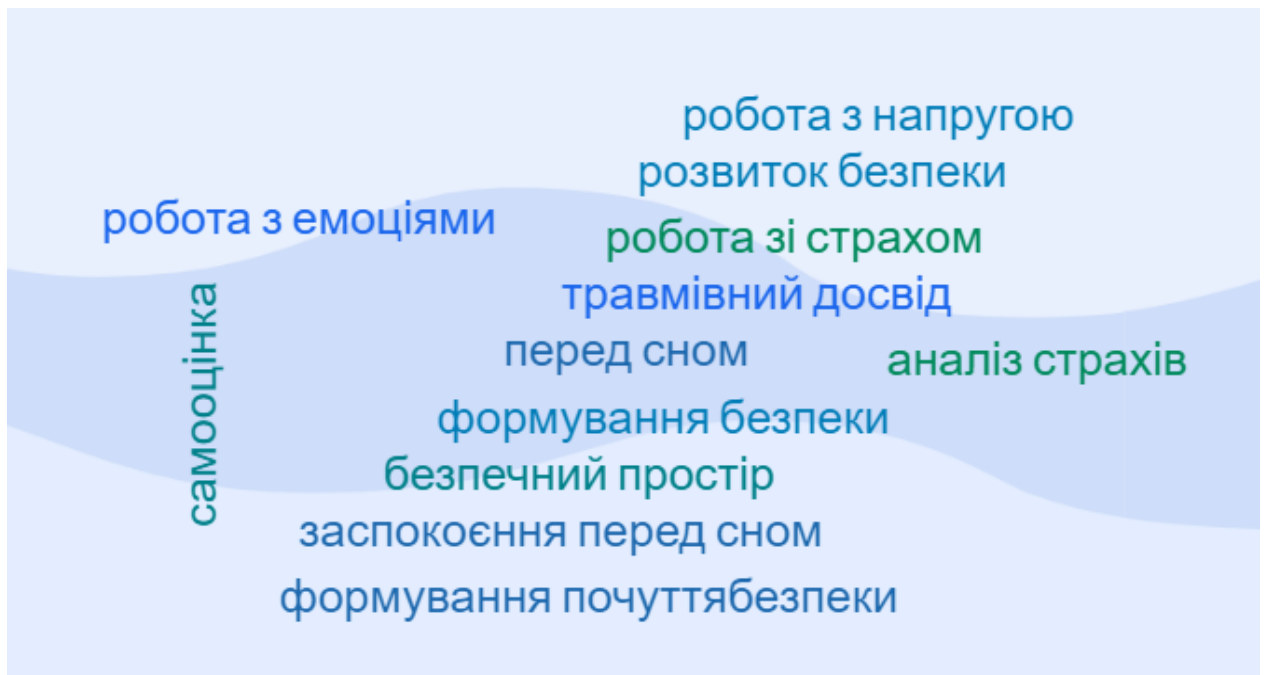 робота з напругою
розвиток безпеки
робота з емоціями
робота зі страхом
травмівний досвід
перед сном
аналіз страхів
самооцінка
формування безпеки
безпечний простір
заспокоєння перед сном
формування почуттябезпеки